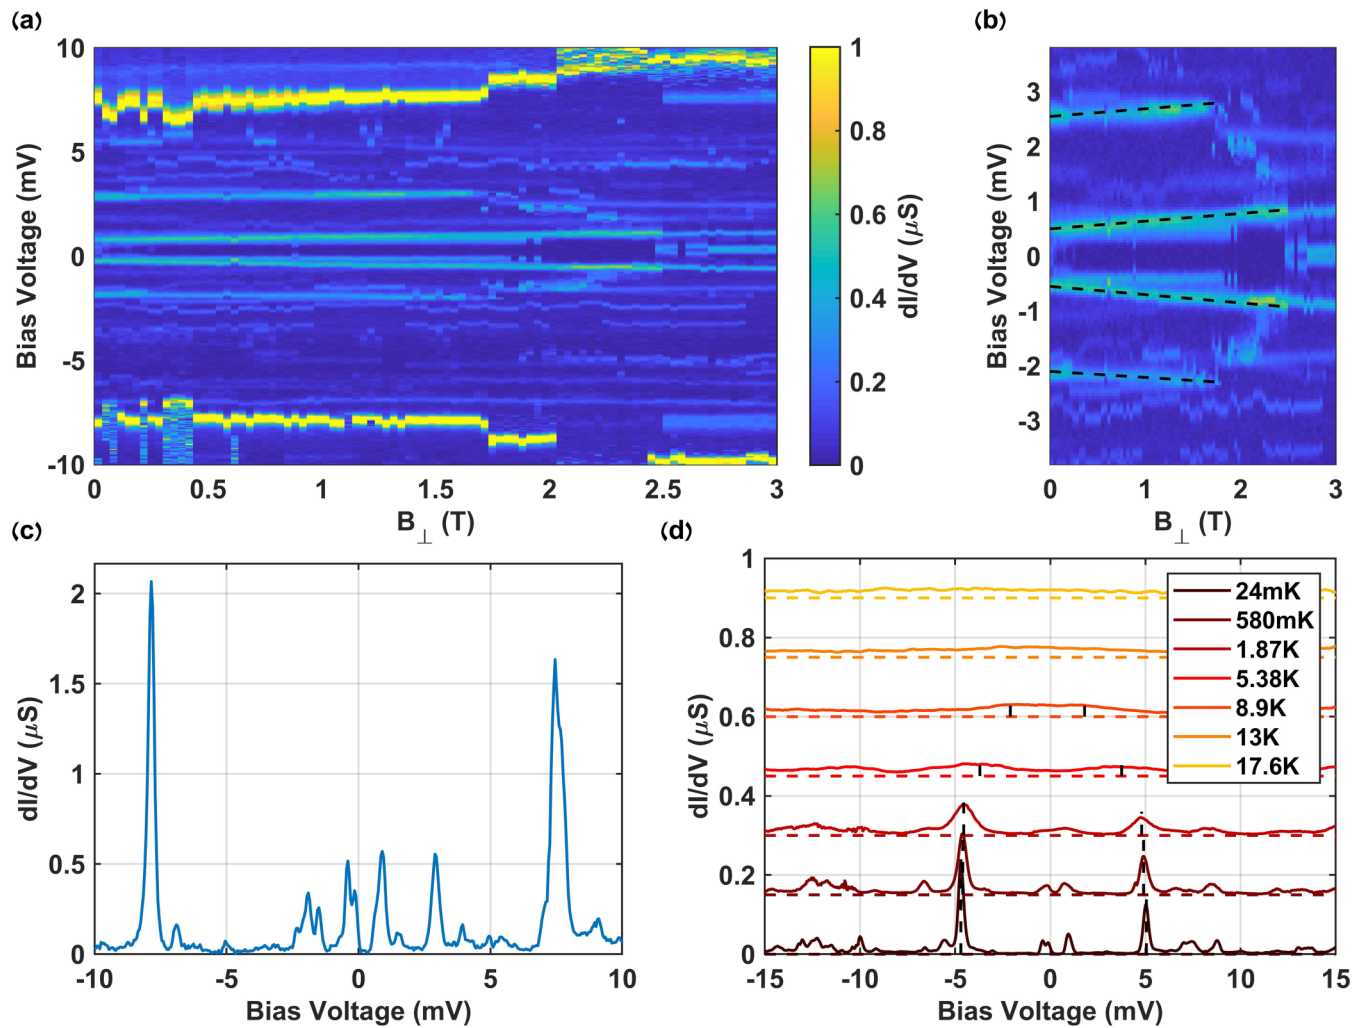 (a)
10
5
0
-5
-10
Bias Voltage (mV)
0 0.5 1 1.5 2 2.5 3
B⊥ (T)
1
0.8
0.6
0.4
0.2
0
dI/dV (μS)
(b)
3
2
1
0
-1
-2
-3
Bias Voltage (mV)
0 1 2 3
B⊥ (T)
(c)
2
1.5
1
0.5
0
dI/dV (μS)
-10 -5 0 5 10
Bias Voltage (mV)
(d)
1
0.8
0.6
0.4
0.2
0
dI/dV (μS)
-15 -10 -5 0 5 10 15
Bias Voltage (mV)
24mK
580mK
1.87K
5.38K
8.9K
13K
17.6K